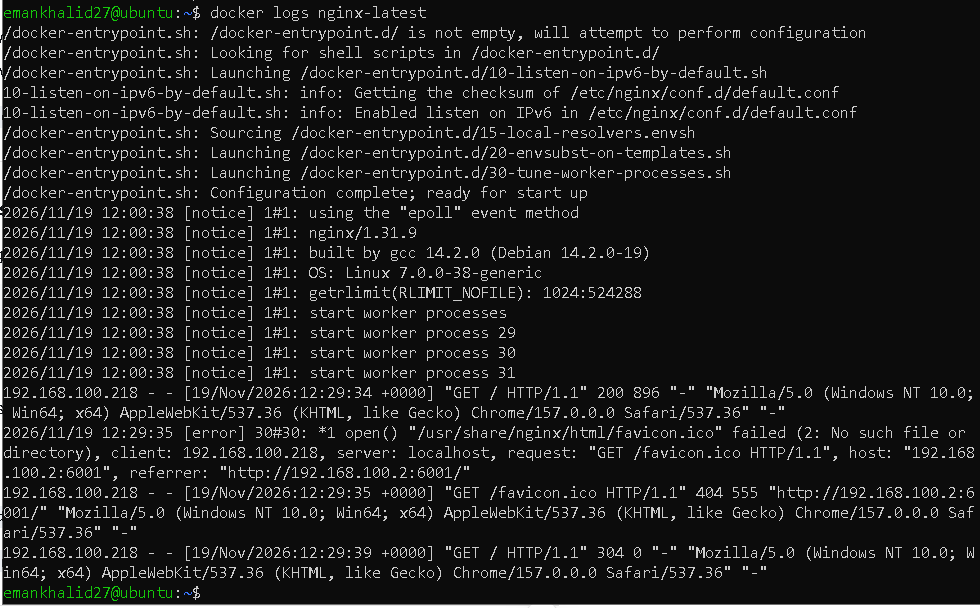 emankhalid27@ubuntu:~$ docker logs nginx-latest
/docker-entrypoint.sh: /docker-entrypoint.d/ is not empty, will attempt to perform configuration
/docker-entrypoint.sh: Looking for shell scripts in /docker-entrypoint.d/
/docker-entrypoint.sh: Launching /docker-entrypoint.d/10-listen-on-ipv6-by-default.sh
10-listen-on-ipv6-by-default.sh: info: Getting the checksum of /etc/nginx/conf.d/default.conf
10-listen-on-ipv6-by-default.sh: info: Enabled listen on IPv6 in /etc/nginx/conf.d/default.conf
/docker-entrypoint.sh: Sourcing /docker-entrypoint.d/15-local-resolvers.envsh
/docker-entrypoint.sh: Launching /docker-entrypoint.d/20-envsubst-on-templates.sh
/docker-entrypoint.sh: Launching /docker-entrypoint.d/30-tune-worker-processes.sh
/docker-entrypoint.sh: Configuration complete; ready for start up
2026/11/19 12:00:38 [notice] 1#1: using the "epoll" event method
2026/11/19 12:00:38 [notice] 1#1: nginx/1.31.9
2026/11/19 12:00:38 [notice] 1#1: built by gcc 14.2.0 (Debian 14.2.0-19)
2026/11/19 12:00:38 [notice] 1#1: OS: Linux 7.0.0-38-generic
2026/11/19 12:00:38 [notice] 1#1: getrlimit(RLIMIT_NOFILE): 1024:524288
2026/11/19 12:00:38 [notice] 1#1: start worker processes
2026/11/19 12:00:38 [notice] 1#1: start worker process 29
2026/11/19 12:00:38 [notice] 1#1: start worker process 30
2026/11/19 12:00:38 [notice] 1#1: start worker process 31
192.168.100.218 - - [19/Nov/2026:12:29:34 +0000] "GET / HTTP/1.1" 200 896 "-" "Mozilla/5.0 (Windows NT 10.0;
Win64; x64) AppleWebKit/537.36 (KHTML, like Gecko) Chrome/157.0.0.0 Safari/537.36" "-"
2026/11/19 12:29:35 [error] 30#30: *1 open() "/usr/share/nginx/html/favicon.ico" failed (2: No such file or
directory), client: 192.168.100.218, server: localhost, request: "GET /favicon.ico HTTP/1.1", host: "192.168
.100.2:6001", referrer: "http://192.168.100.2:6001/"
192.168.100.218 - - [19/Nov/2026:12:29:35 +0000] "GET /favicon.ico HTTP/1.1" 404 555 "http://192.168.100.2:6
001/" "Mozilla/5.0 (Windows NT 10.0; Win64; x64) AppleWebKit/537.36 (KHTML, like Gecko) Chrome/157.0.0.0 Saf
ari/537.36" "-"
192.168.100.218 - - [19/Nov/2026:12:29:39 +0000] "GET / HTTP/1.1" 304 0 "-" "Mozilla/5.0 (Windows NT 10.0; W
in64; x64) AppleWebKit/537.36 (KHTML, like Gecko) Chrome/157.0.0.0 Safari/537.36" "-"
emankhalid27@ubuntu:~$